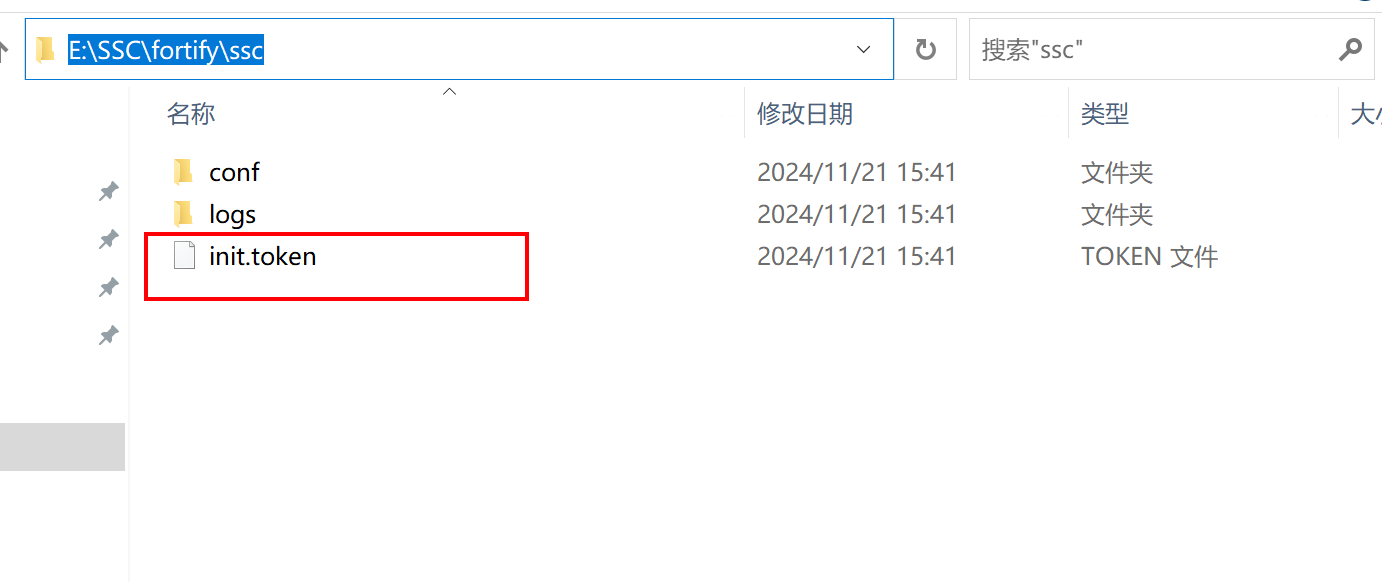 E:\SSC\fortify\ssc
搜索"ssc"
名称 修改日期 类型
conf 2024/11/21 15:41 文件夹
logs 2024/11/21 15:41 文件夹
init.token 2024/11/21 15:41 TOKEN 文件